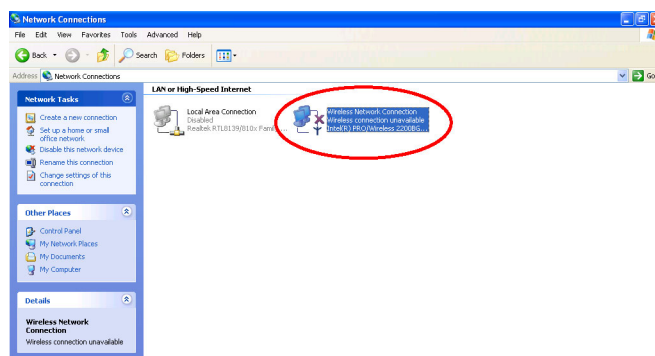 Network Connections
File Edit View Favorites Tools Advanced Help
Back Search Folders
Address Network Connections Go
LAN or High-Speed Internet
Network Tasks
Create a new connection
Set up a home or small
office network
Disable this network device
Rename this connection
Change settings of this
connection
Other Places
Control Panel
My Network Places
My Documents
My Computer
Details
Wireless Network
Connection
Wireless connection unavailable
Local Area Connection
Disabled
Realtek RTL8139/810x Famil...
Wireless Network Connection
Wireless connection unavailable
Intel(R) PRO/Wireless 2200BG...